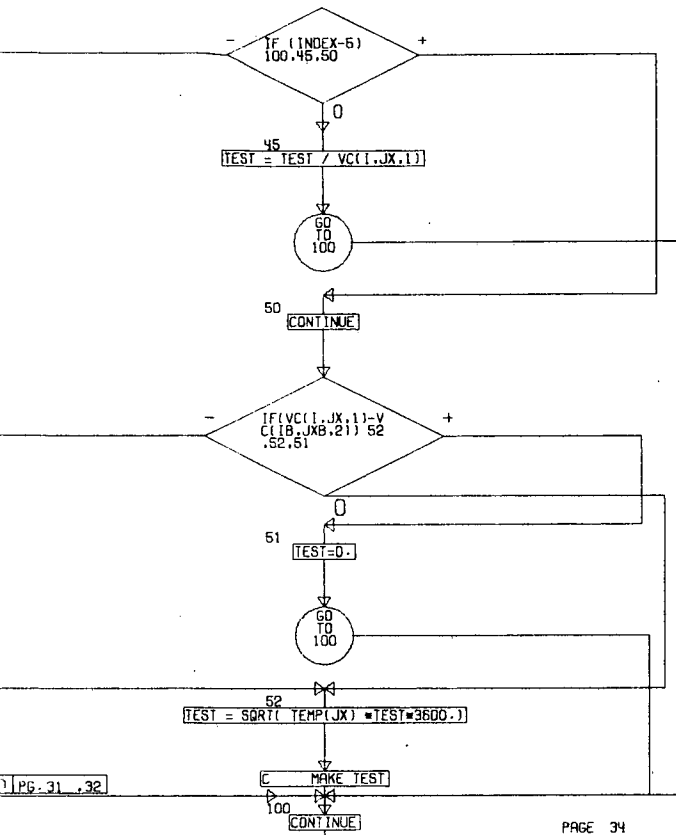 IF (INDEX-5)
100,45,50
-
+
0
45
TEST = TEST / VC(I,JX,1)
GO
TO
100
50
CONTINUE
-
+
IF(VC(I,JX,1)-V
C(IB,JXB,2)) 52
,52,51
0
51
TEST=0.
GO
TO
100
52
TEST = SQRT( TEMP(JX) *TEST*3600.)
C MAKE TEST
PG.31 ,32
100
CONTINUE
PAGE 34